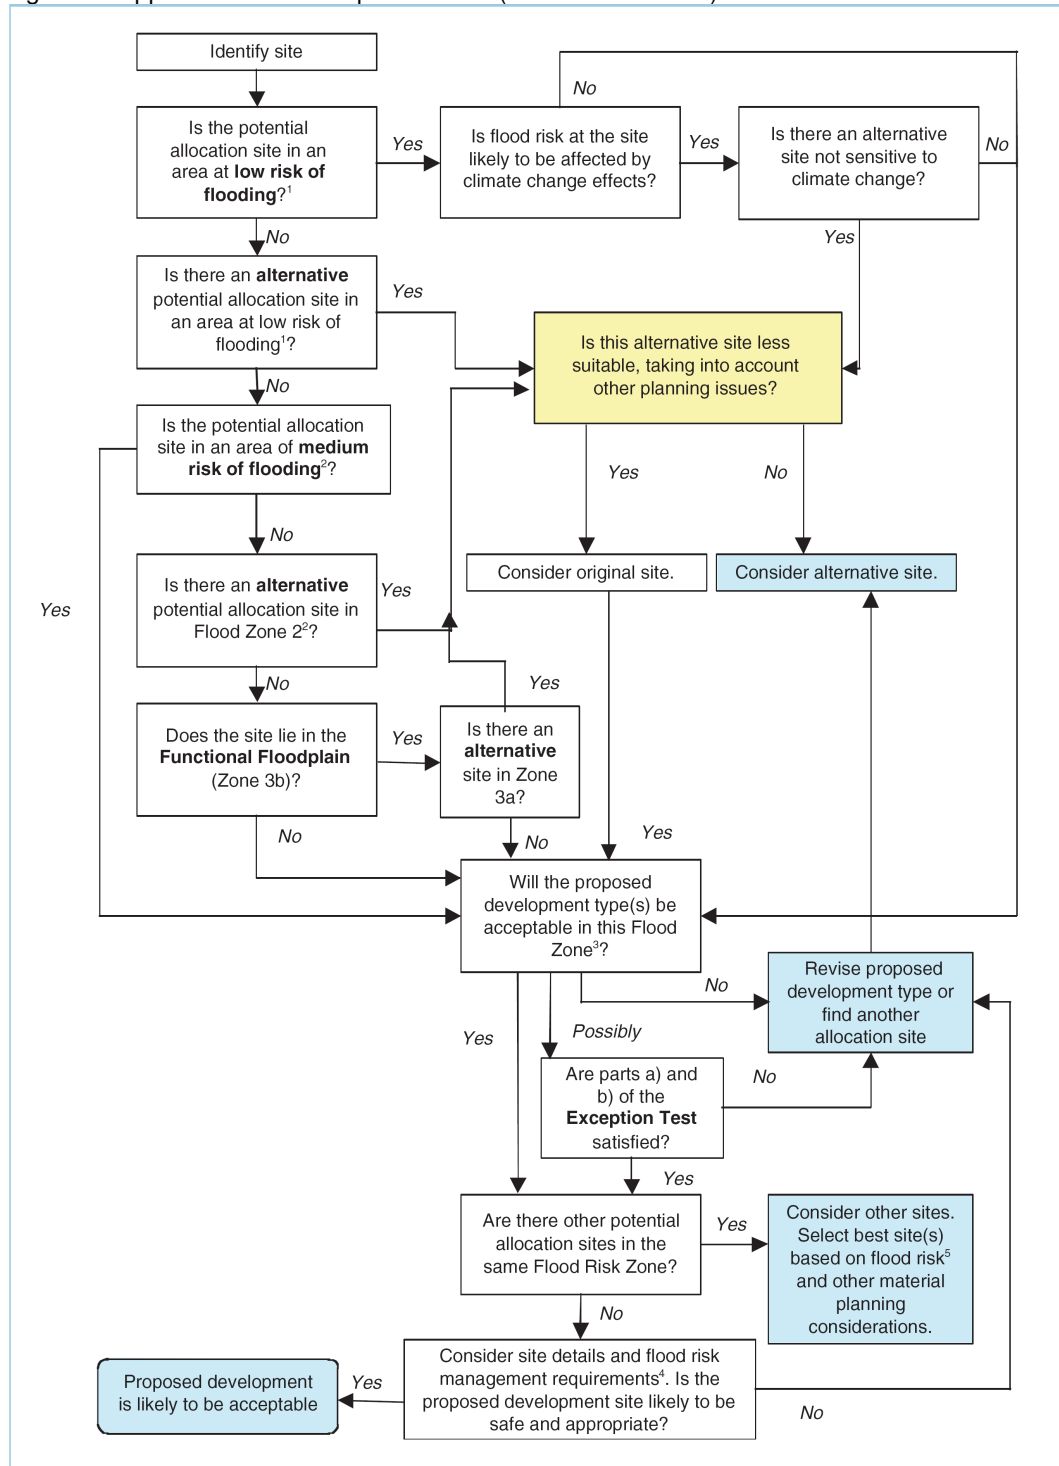 Identify site
No
Is the potential
allocation site in an
area at low risk of
flooding?1
Yes
Is flood risk at the site
likely to be affected by
climate change effects?
Yes
Is there an alternative
site not sensitive to
climate change?
No
No
Yes
Is there an alternative
potential allocation site in
an area at low risk of
flooding1?
Yes
Is this alternative site less
suitable, taking into account
other planning issues?
No
Is the potential allocation
site in an area of medium
risk of flooding2?
Yes
No
No
Consider original site.
Consider alternative site.
Is there an alternative
potential allocation site in
Flood Zone 22?
Yes
Yes
No
Yes
Does the site lie in the
Functional Floodplain
(Zone 3b)?
Yes
Is there an
alternative
site in Zone
3a?
No
No
Yes
Will the proposed
development type(s) be
acceptable in this Flood
Zone3?
No
Revise proposed
development type or
find another
allocation site
Yes
Possibly
Are parts a) and
b) of the
Exception Test
satisfied?
No
Yes
Are there other potential
allocation sites in the
same Flood Risk Zone?
Yes
Consider other sites.
Select best site(s)
based on flood risk5
and other material
planning
considerations.
No
Consider site details and flood risk
management requirements4. Is the
proposed development site likely to be
safe and appropriate?
Yes
Proposed development
is likely to be acceptable
No